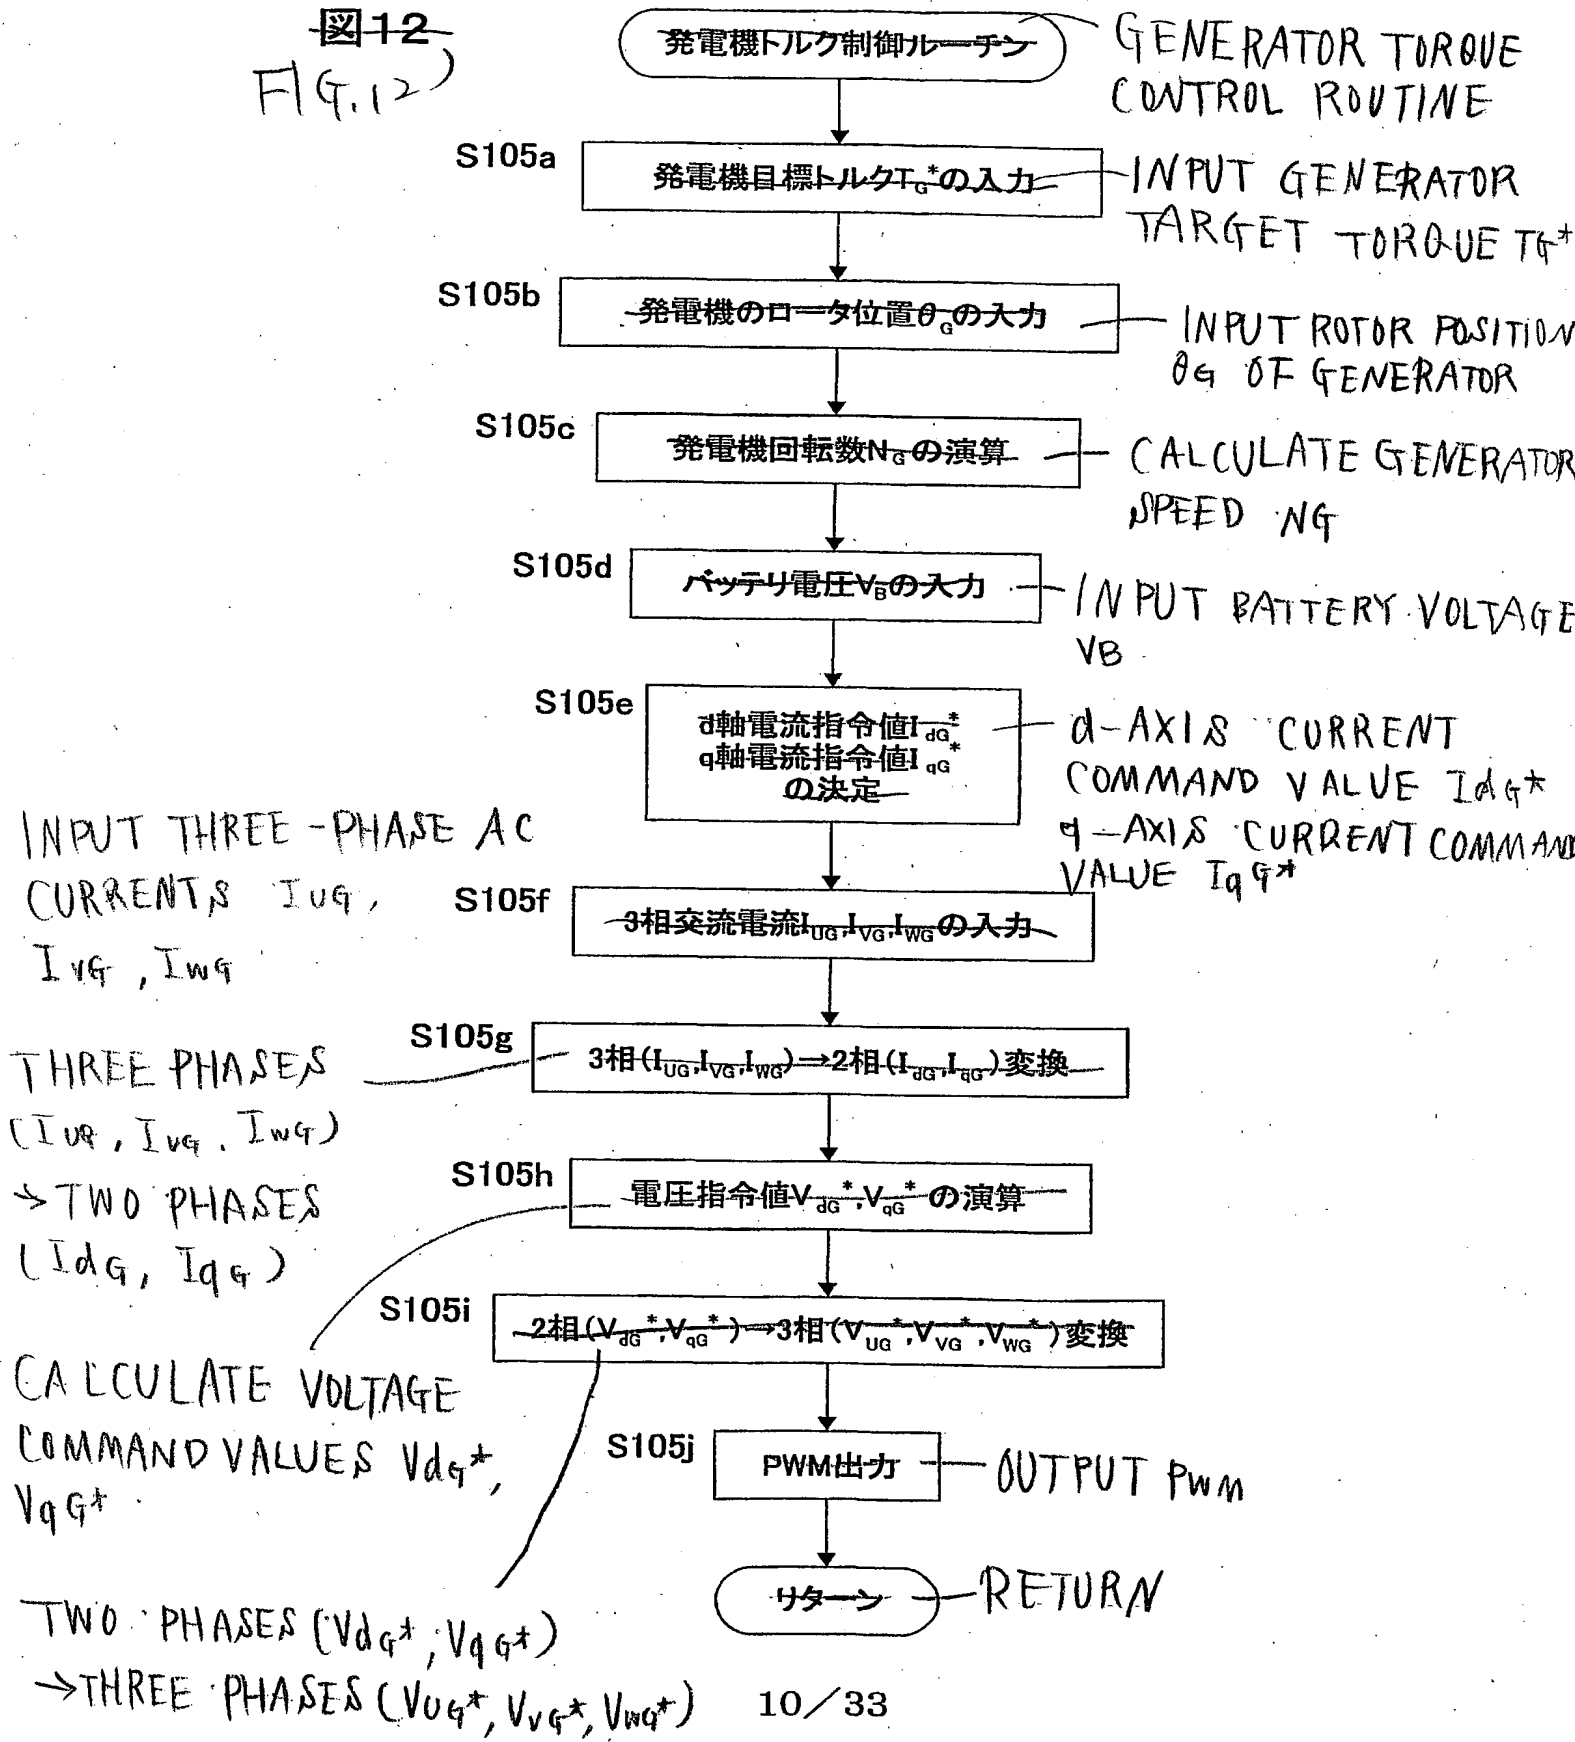 図12
FIG.12)
発電機トルク制御ルーチン
GENERATOR TORQUE
CONTROL ROUTINE
S105a
発電機目標トルクTG*の入力
INPUT GENERATOR
TARGET TORQUE TG*
S105b
発電機のロータ位置θGの入力
INPUT ROTOR POSITION
θG OF GENERATOR
S105c
発電機回転数NGの演算
CALCULATE GENERATOR
SPEED NG
S105d
バッテリ電圧VBの入力
INPUT BATTERY VOLTAGE
VB
S105e
d軸電流指令値IdG*
q軸電流指令値IqG*
の決定
d-AXIS CURRENT
COMMAND VALUE IdG*
q-AXIS CURRENT COMMAND
VALUE IqG*
INPUT THREE-PHASE AC
CURRENTS IUG,
IVG, IWG
S105f
3相交流電流IUG,IVG,IWGの入力
S105g
3相(IUG,IVG,IWG)→2相(IdG,IqG)変換
THREE PHASES
(IUG, IVG, IWG)
→TWO PHASES
(IdG, IqG)
S105h
電圧指令値VdG*,VqG*の演算
S105i
2相(VdG*,VqG*)→3相(VUG*,VVG*,VWG*)変換
CALCULATE VOLTAGE
COMMAND VALUES VdG*,
VqG*
S105j
PWM出力
OUTPUT PWM
リターン
RETURN
TWO PHASES (VdG*, VqG*)
→THREE PHASES (VUG*, VVG*, VWG*)
10/33